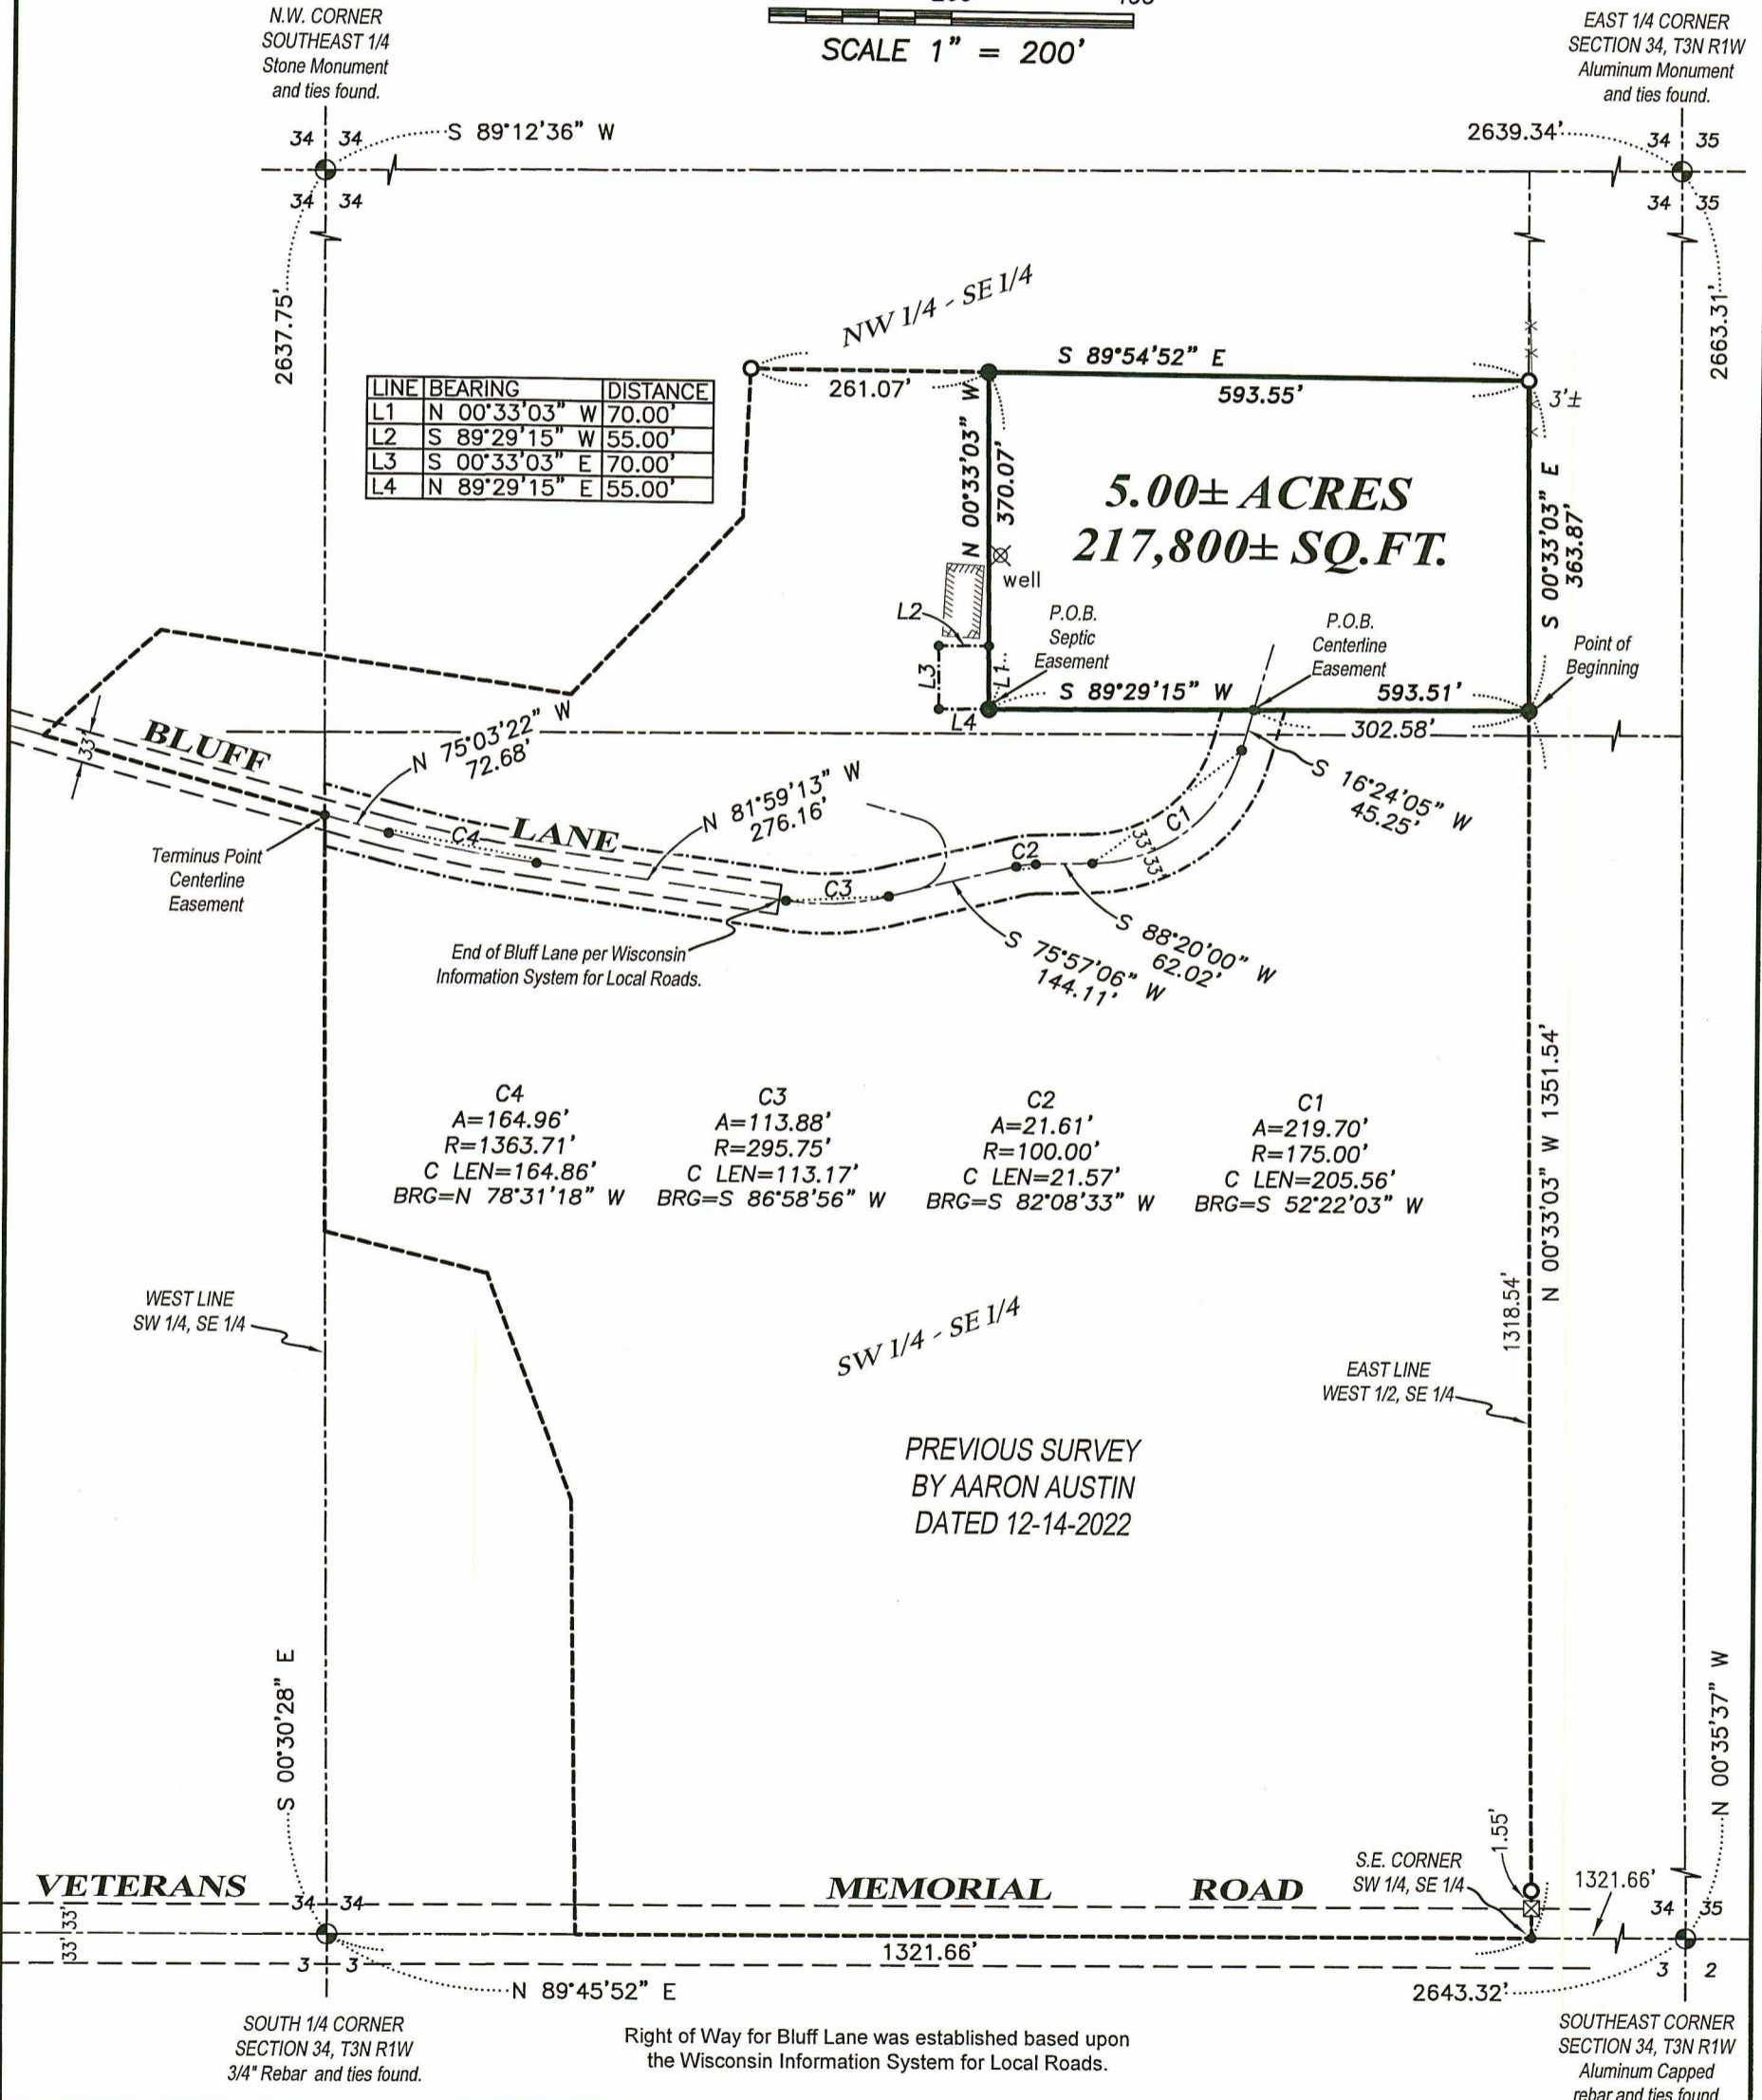 N.W. CORNER
SOUTHEAST 1/4
Stone Monument
and ties found.
SCALE 1" = 200'
EAST 1/4 CORNER
SECTION 34, T3N R1W
Aluminum Monument
and ties found.
34 34
S 89°12'36" W
2639.34'
34 35
34 34
34 35
2637.75'
2663.31'
NW 1/4 - SE 1/4
LINE BEARING DISTANCE
L1 N 00°33'03" W 70.00'
L2 S 89°29'15" W 55.00'
L3 S 00°33'03" E 70.00'
L4 N 89°29'15" E 55.00'
261.07'
S 89°54'52" E
593.55'
3'±
N 00°33'03" W
370.07'
5.00± ACRES
217,800± SQ.FT.
S 00°33'03" E
363.87'
well
L2
L3
L1
L4
P.O.B.
Septic
Easement
P.O.B.
Centerline
Easement
Point of
Beginning
S 89°29'15" W
593.51'
302.58'
33'
BLUFF
LANE
N 75°03'22" W
72.68'
C4
N 81°59'13" W
276.16'
C3
C2
C1
33'
33'
S 16°24'05" W
45.25'
S 88°20'00" W
62.02'
S 75°57'06" W
144.11'
Terminus Point
Centerline
Easement
End of Bluff Lane per Wisconsin
Information System for Local Roads.
C4
A=164.96'
R=1363.71'
C LEN=164.86'
BRG=N 78°31'18" W
C3
A=113.88'
R=295.75'
C LEN=113.17'
BRG=S 86°58'56" W
C2
A=21.61'
R=100.00'
C LEN=21.57'
BRG=S 82°08'33" W
C1
A=219.70'
R=175.00'
C LEN=205.56'
BRG=S 52°22'03" W
N 00°33'03" W 1351.54'
1318.54'
WEST LINE
SW 1/4, SE 1/4
SW 1/4 - SE 1/4
EAST LINE
WEST 1/2, SE 1/4
PREVIOUS SURVEY
BY AARON AUSTIN
DATED 12-14-2022
S 00°30'28" E
N 00°35'37" W
1.55'
S.E. CORNER
SW 1/4, SE 1/4
1321.66'
VETERANS MEMORIAL ROAD
34 34
34 35
33'
33'
1321.66'
3 3
3 2
N 89°45'52" E
2643.32'
SOUTH 1/4 CORNER
SECTION 34, T3N R1W
3/4" Rebar and ties found.
Right of Way for Bluff Lane was established based upon
the Wisconsin Information System for Local Roads.
SOUTHEAST CORNER
SECTION 34, T3N R1W
Aluminum Capped
rebar and ties found.